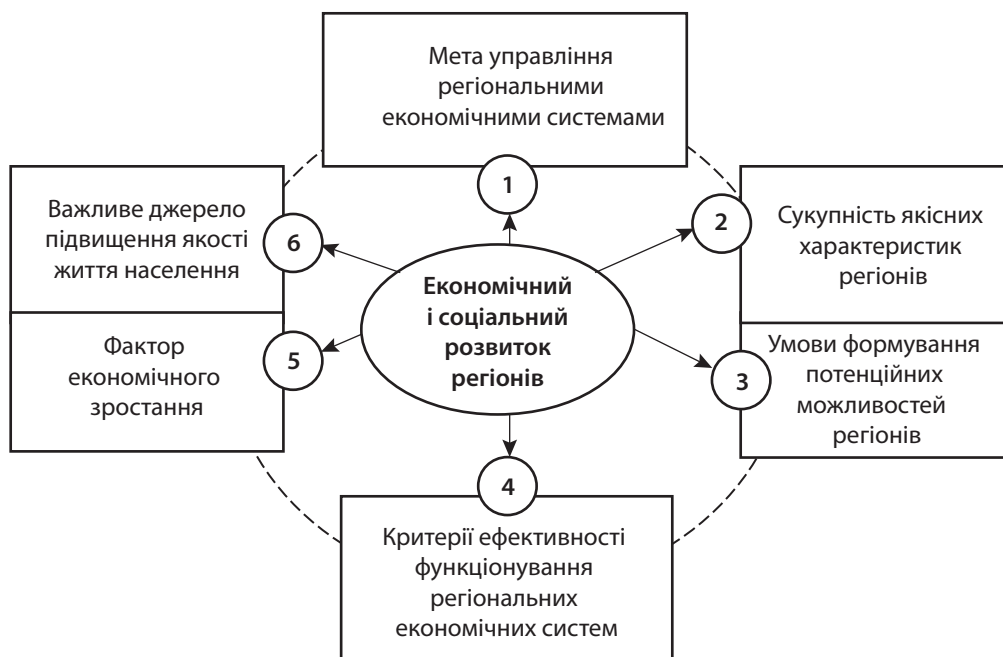 Мета управління
регіональними
економічними системами
1
2
Сукупність якісних
характеристик
регіонів
Важливе джерело
підвищення якості
життя населення
6
Економічний
і соціальний
розвиток
регіонів
Фактор
економічного
зростання
5
3
Умови формування
потенційних
можливостей
регіонів
4
Критерії ефективності
функціонування
регіональних
економічних систем